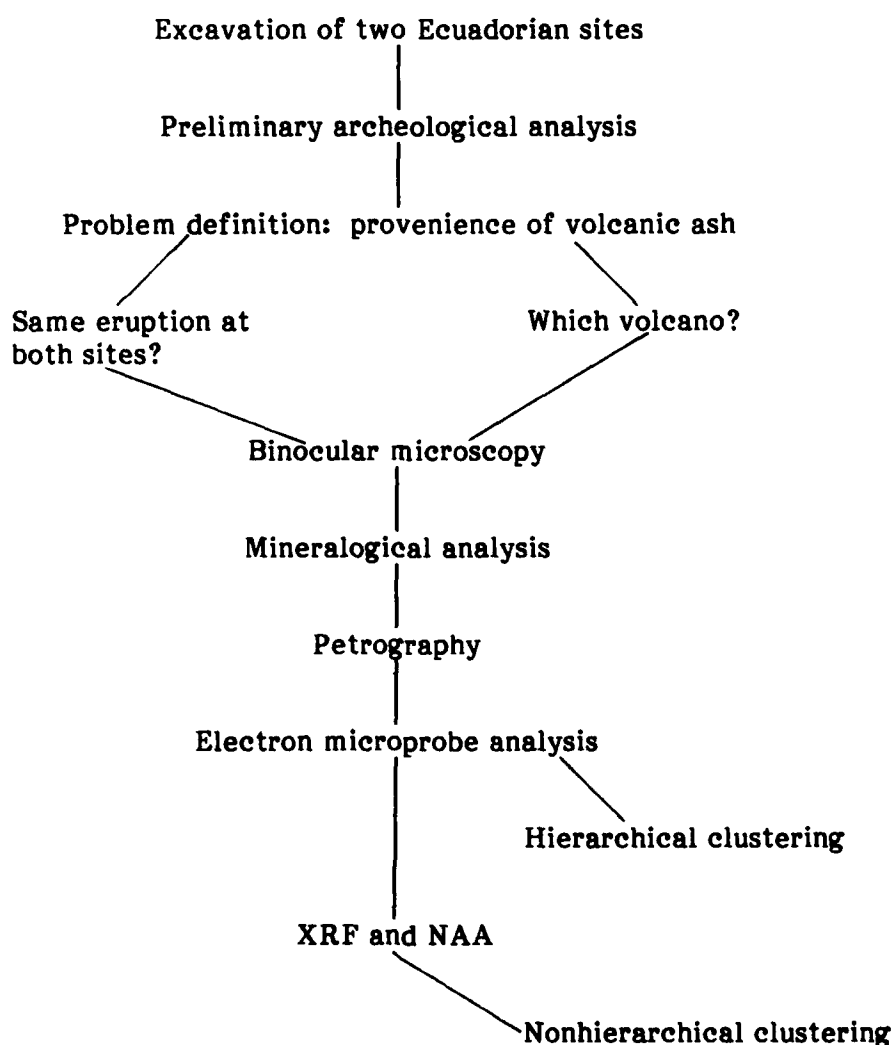 Excavation of two Ecuadorian sites
Preliminary archeological analysis
Problem definition: provenience of volcanic ash
Same eruption at
both sites?
Which volcano?
Binocular microscopy
Mineralogical analysis
Petrography
Electron microprobe analysis
Hierarchical clustering
XRF and NAA
Nonhierarchical clustering